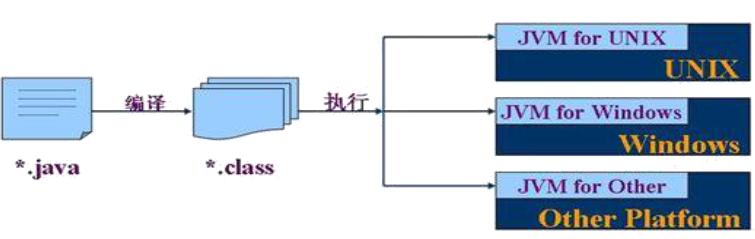 *.java
编译
*.class
执行
JVM for UNIX
UNIX
JVM for Windows
Windows
JVM for Other
Other Platform